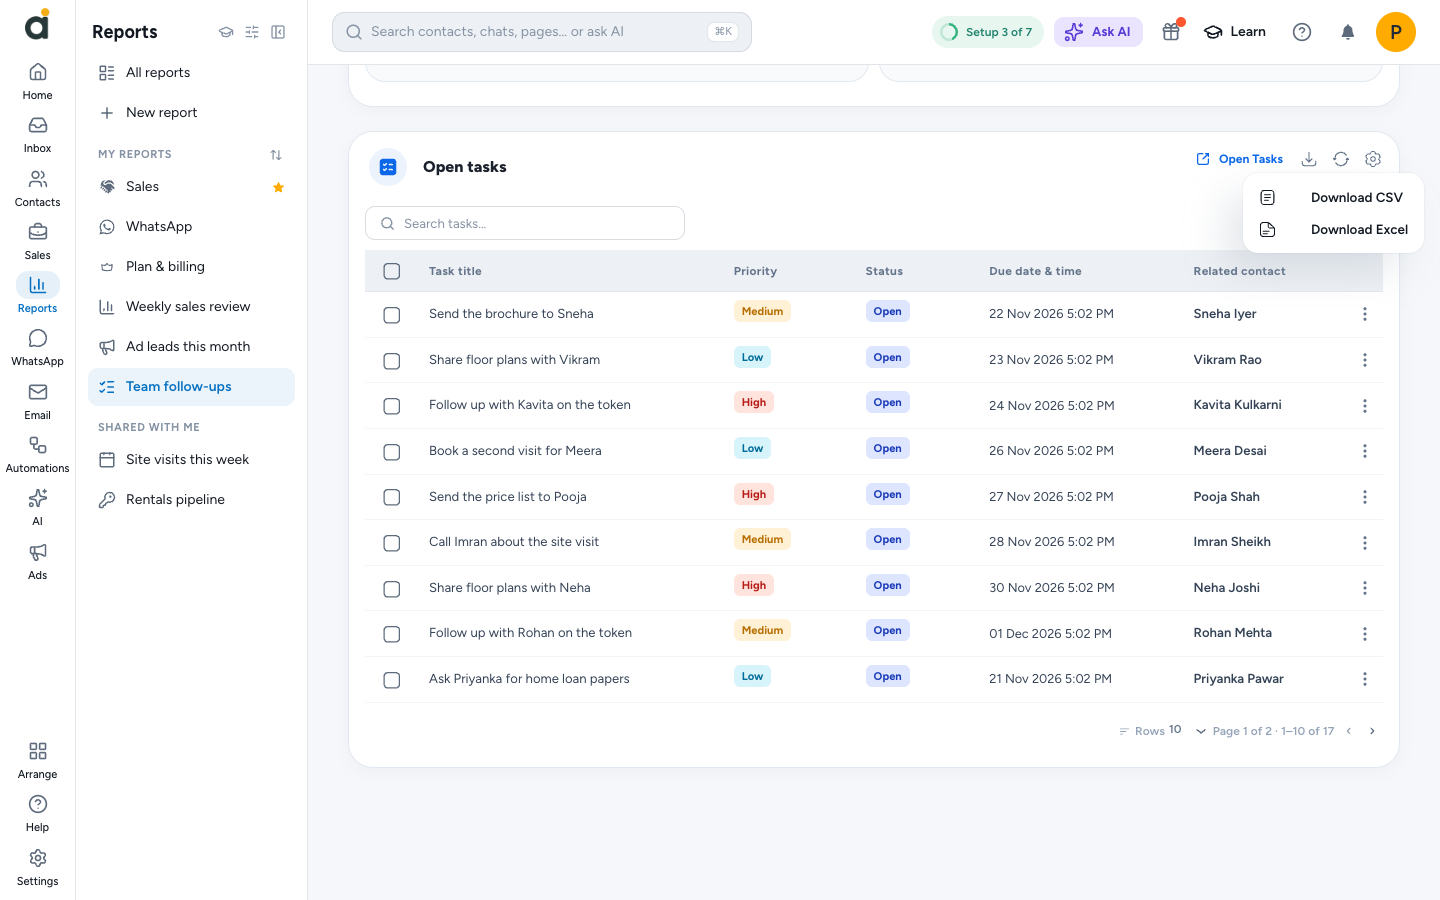 Reports
Search contacts, chats, pages... or ask AI
⌘K
Setup 3 of 7
Ask AI
Learn
P
Home
Inbox
Contacts
Sales
Reports
WhatsApp
Email
Automations
AI
Ads
Arrange
Help
Settings
All reports
New report
MY REPORTS
Sales
WhatsApp
Plan & billing
Weekly sales review
Ad leads this month
Team follow-ups
SHARED WITH ME
Site visits this week
Rentals pipeline
Open tasks
Open Tasks
Download CSV
Download Excel
Search tasks...
Task title Priority Status Due date & time Related contact
Send the brochure to Sneha Medium Open 22 Nov 2026 5:02 PM Sneha Iyer
Share floor plans with Vikram Low Open 23 Nov 2026 5:02 PM Vikram Rao
Follow up with Kavita on the token High Open 24 Nov 2026 5:02 PM Kavita Kulkarni
Book a second visit for Meera Low Open 26 Nov 2026 5:02 PM Meera Desai
Send the price list to Pooja High Open 27 Nov 2026 5:02 PM Pooja Shah
Call Imran about the site visit Medium Open 28 Nov 2026 5:02 PM Imran Sheikh
Share floor plans with Neha High Open 30 Nov 2026 5:02 PM Neha Joshi
Follow up with Rohan on the token Medium Open 01 Dec 2026 5:02 PM Rohan Mehta
Ask Priyanka for home loan papers Low Open 21 Nov 2026 5:02 PM Priyanka Pawar
Rows 10 Page 1 of 2 · 1–10 of 17